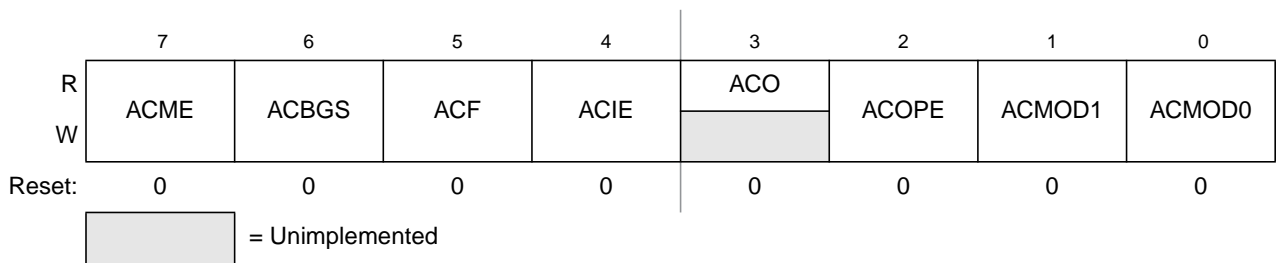 7 6 5 4 3 2 1 0
R ACO
ACME ACBGS ACF ACIE ACOPE ACMOD1 ACMOD0
W
Reset: 0 0 0 0 0 0 0 0
= Unimplemented